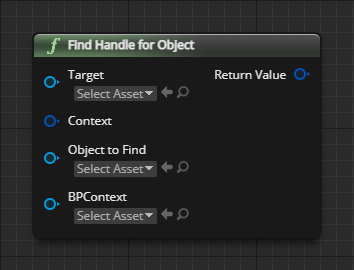 f Find Handle for Object
Target
Return Value
Select Asset
Context
Object to Find
Select Asset
BPContext
Select Asset